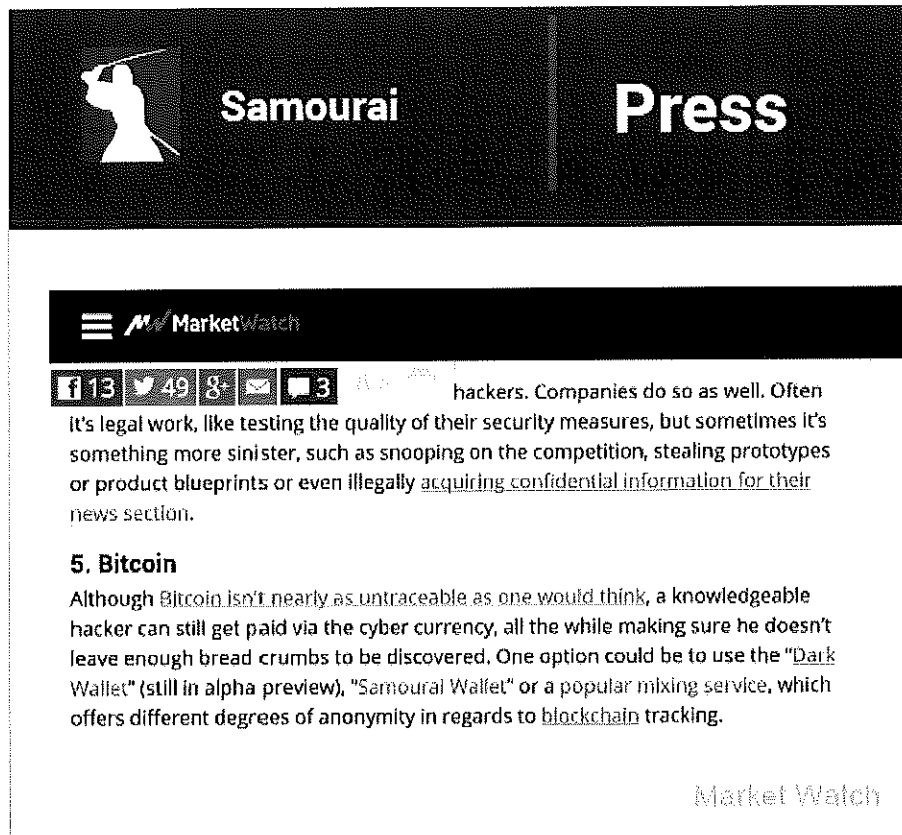 Samourai
Press
MarketWatch
13 49 8+ 3
hackers. Companies do so as well. Often
it's legal work, like testing the quality of their security measures, but sometimes it's
something more sinister, such as snooping on the competition, stealing prototypes
or product blueprints or even illegally acquiring confidential information for their
news section.
5. Bitcoin
Although Bitcoin isn't nearly as untraceable as one would think, a knowledgeable
hacker can still get paid via the cyber currency, all the while making sure he doesn't
leave enough bread crumbs to be discovered. One option could be to use the "Dark
Wallet" (still in alpha preview), "Samourai Wallet" or a popular mixing service, which
offers different degrees of anonymity in regards to blockchain tracking.
Market Watch